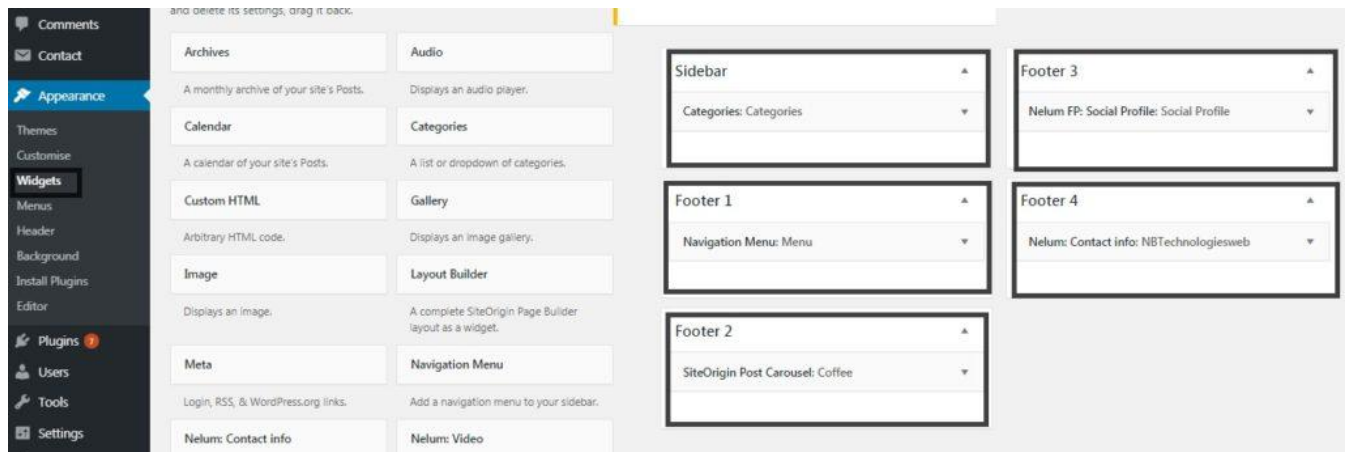 Comments
Contact
Appearance
Themes
Customise
Widgets
Menus
Header
Background
Install Plugins
Editor
Plugins 7
Users
Tools
Settings
and delete its settings, drag it back.
Archives
Audio
A monthly archive of your site's Posts.
Displays an audio player.
Calendar
Categories
A calendar of your site's Posts.
A list or dropdown of categories.
Custom HTML
Gallery
Arbitrary HTML code.
Displays an image gallery.
Image
Layout Builder
Displays an image.
A complete SiteOrigin Page Builder
layout as a widget.
Meta
Navigation Menu
Login, RSS, & WordPress.org links.
Add a navigation menu to your sidebar.
Nelum: Contact info
Nelum: Video
Sidebar
Categories: Categories
Footer 1
Navigation Menu: Menu
Footer 2
SiteOrigin Post Carousel: Coffee
Footer 3
Nelum FP: Social Profile: Social Profile
Footer 4
Nelum: Contact info: NBTechnologiesweb